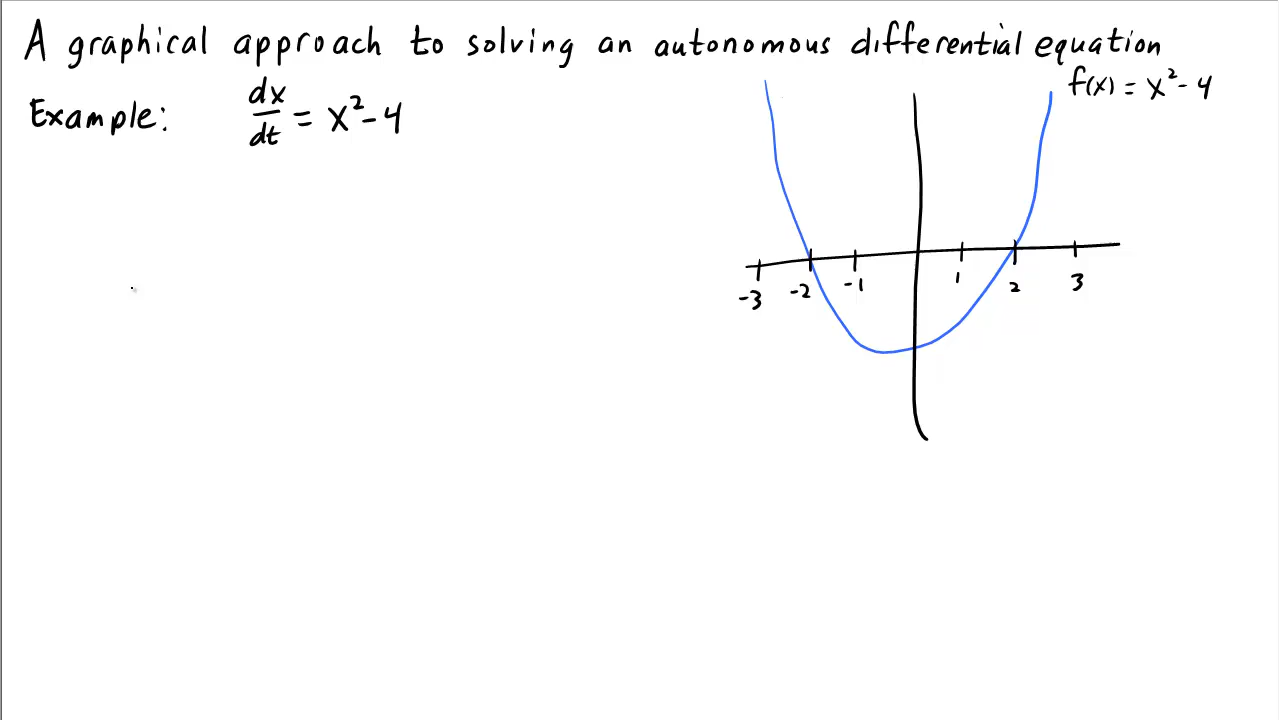 A graphical approach to solving an autonomous differential equation
f(x) = x² - 4
Example: dx/dt = x² - 4
-3 -2 -1 1 2 3